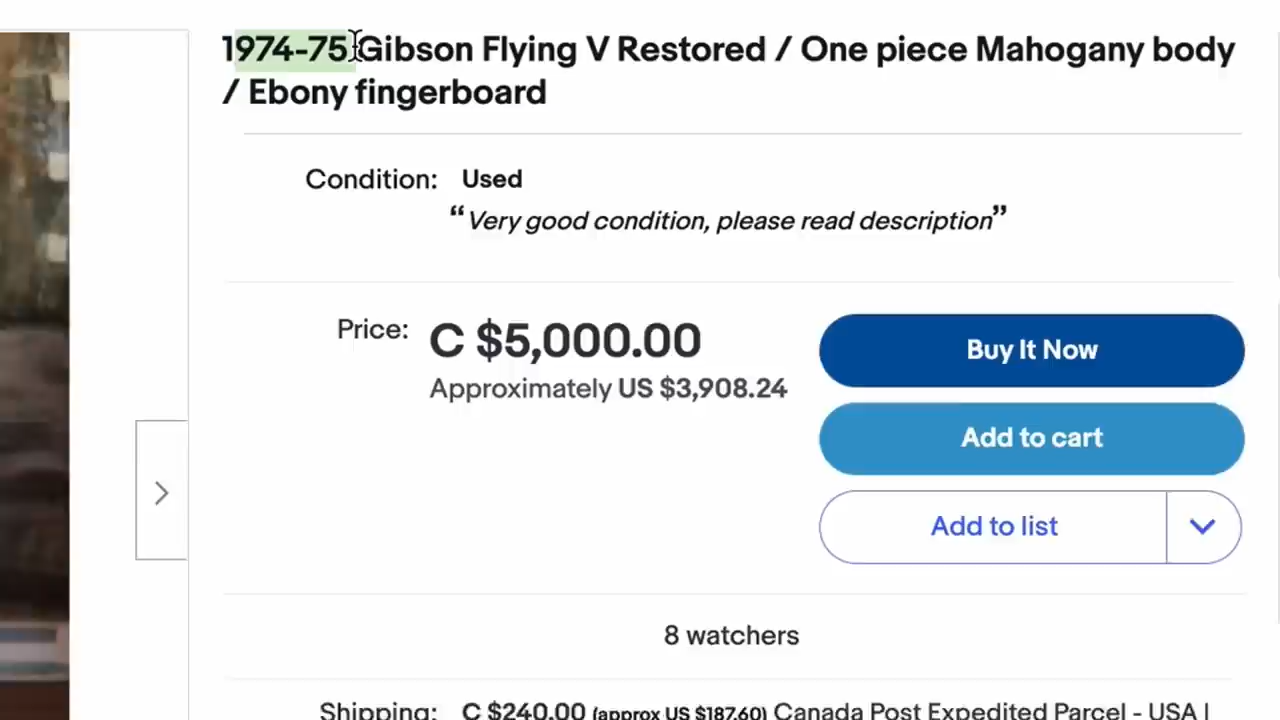 1974-75 Gibson Flying V Restored / One piece Mahogany body
/ Ebony fingerboard
Condition: Used
“Very good condition, please read description”
Price: C $5,000.00
Approximately US $3,908.24
Buy It Now
Add to cart
Add to list
8 watchers
Shipping: C $240.00 (approx US $187.60) Canada Post Expedited Parcel - USA |